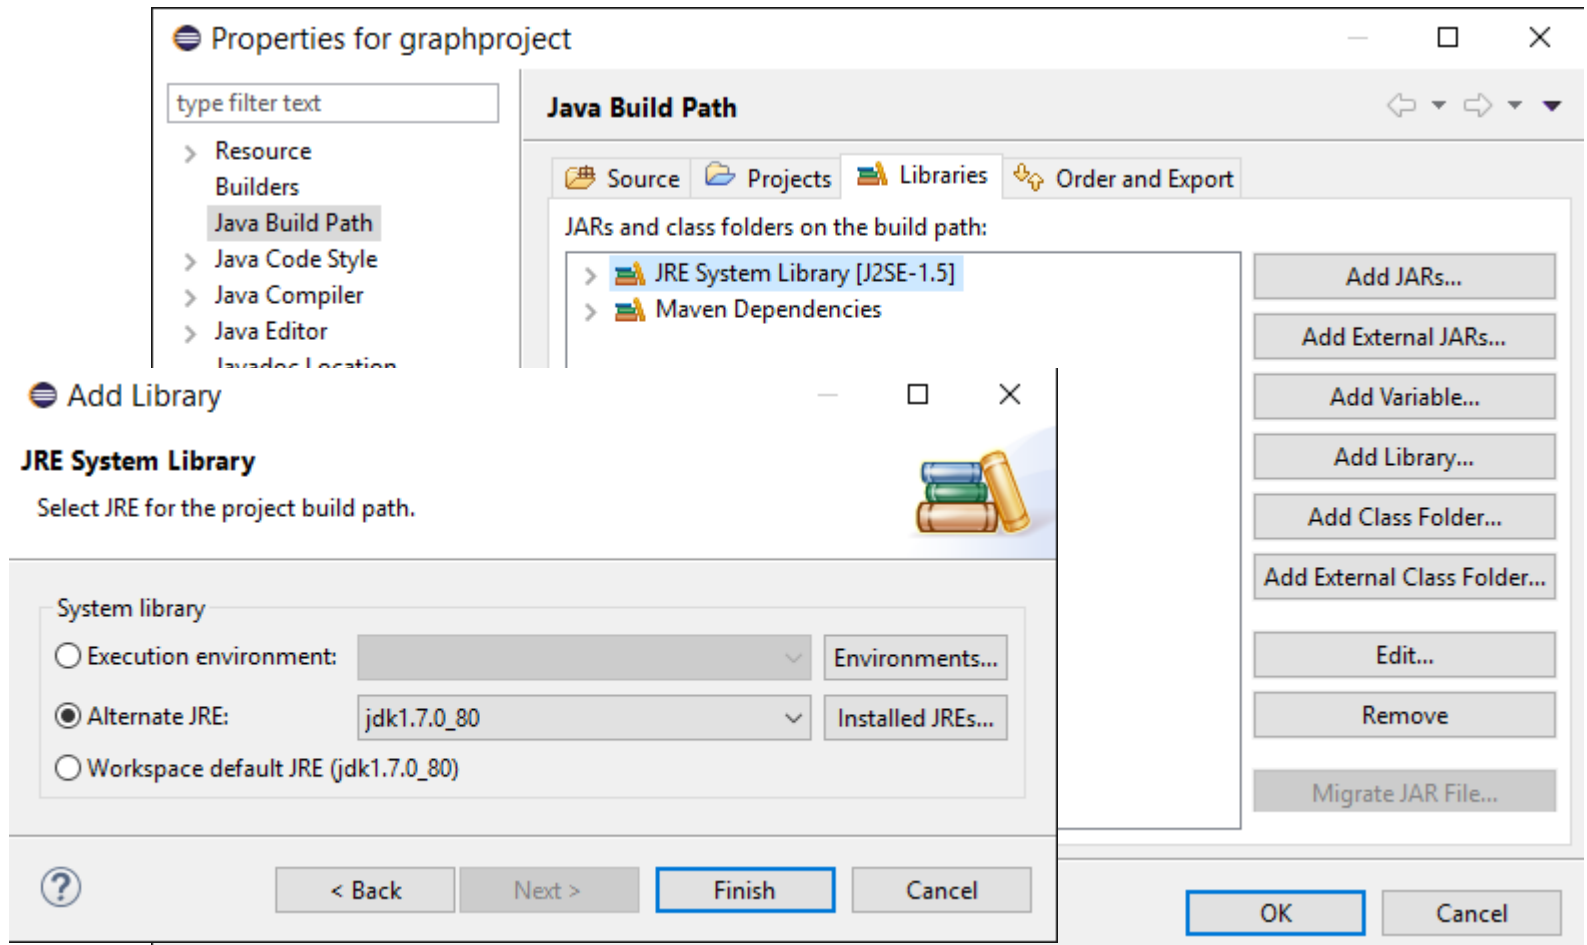 Properties for graphproject
type filter text
Resource
Builders
Java Build Path
Java Code Style
Java Compiler
Java Editor
Javadoc Location
Java Build Path
Source Projects Libraries Order and Export
JARs and class folders on the build path:
JRE System Library [J2SE-1.5]
Maven Dependencies
Add JARs...
Add External JARs...
Add Variable...
Add Library...
Add Class Folder...
Add External Class Folder...
Edit...
Remove
Migrate JAR File...
OK Cancel
Add Library
JRE System Library
Select JRE for the project build path.
System library
Execution environment: Environments...
Alternate JRE: jdk1.7.0_80 Installed JREs...
Workspace default JRE (jdk1.7.0_80)
? < Back Next > Finish Cancel